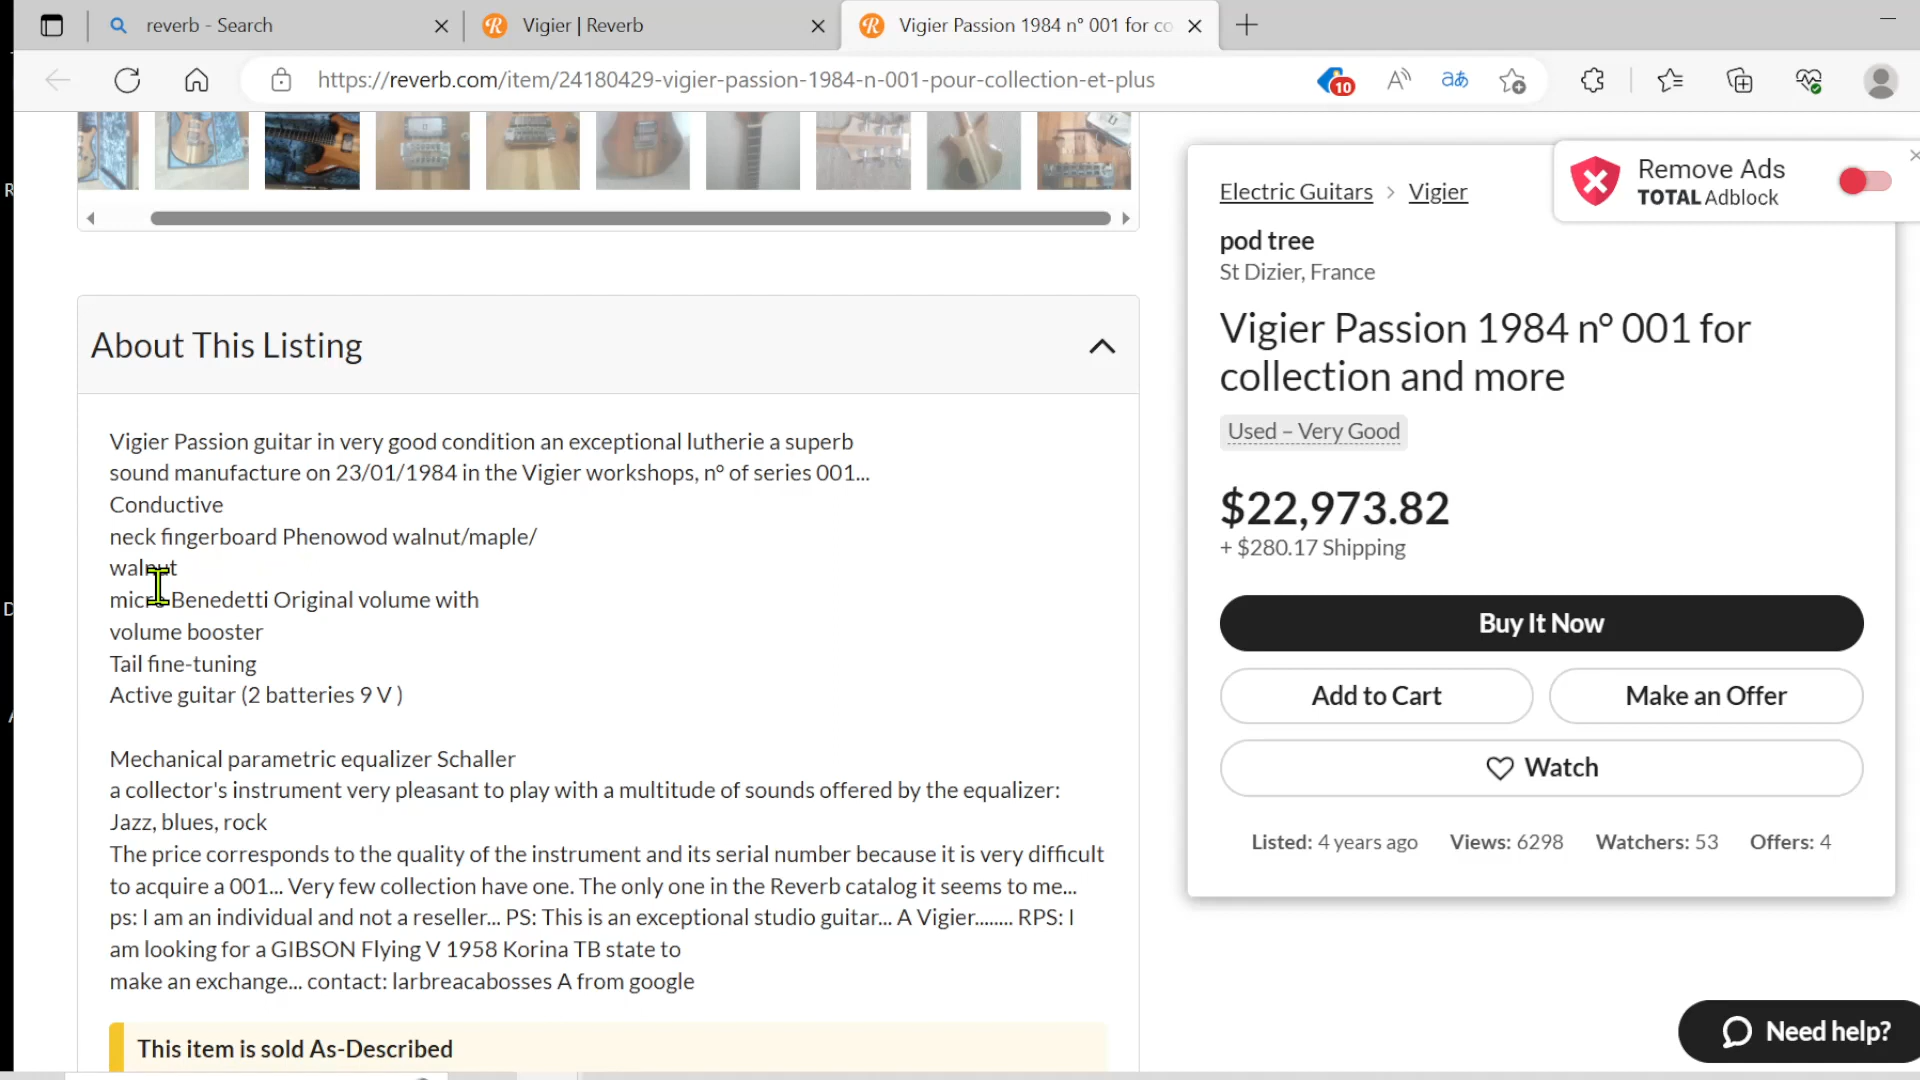 reverb - Search
Vigier | Reverb
Vigier Passion 1984 n° 001 for co
https://reverb.com/item/24180429-vigier-passion-1984-n-001-pour-collection-et-plus
10
Remove Ads
TOTAL Adblock
Electric Guitars > Vigier
pod tree
St Dizier, France
Vigier Passion 1984 n° 001 for
collection and more
Used – Very Good
$22,973.82
+ $280.17 Shipping
Buy It Now
Add to Cart
Make an Offer
Watch
Listed: 4 years ago Views: 6298 Watchers: 53 Offers: 4
About This Listing
Vigier Passion guitar in very good condition an exceptional lutherie a superb
sound manufacture on 23/01/1984 in the Vigier workshops, n° of series 001...
Conductive
neck fingerboard Phenowod walnut/maple/
walnut
micro Benedetti Original volume with
volume booster
Tail fine-tuning
Active guitar (2 batteries 9 V )
Mechanical parametric equalizer Schaller
a collector's instrument very pleasant to play with a multitude of sounds offered by the equalizer:
Jazz, blues, rock
The price corresponds to the quality of the instrument and its serial number because it is very difficult
to acquire a 001... Very few collection have one. The only one in the Reverb catalog it seems to me...
ps: I am an individual and not a reseller... PS: This is an exceptional studio guitar... A Vigier........ RPS: I
am looking for a GIBSON Flying V 1958 Korina TB state to
make an exchange... contact: larbreacabosses A from google
This item is sold As-Described
Need help?